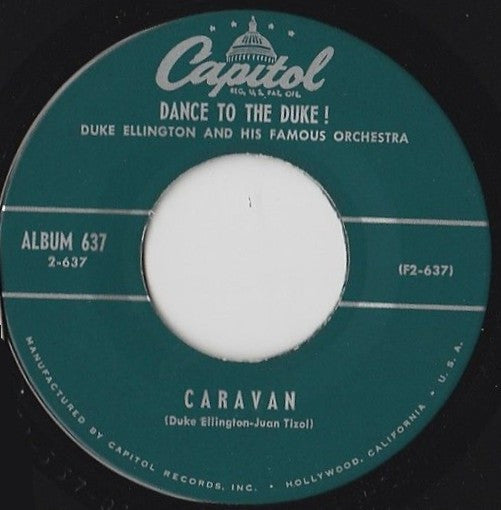 Capitol
REG. U.S. PAT. OFF.
DANCE TO THE DUKE!
DUKE ELLINGTON AND HIS FAMOUS ORCHESTRA
ALBUM 637
2-637
(F2-637)
CARAVAN
(Duke Ellington-Juan Tizol)
MANUFACTURED BY CAPITOL RECORDS, INC. • HOLLYWOOD, CALIFORNIA • U.S.A.